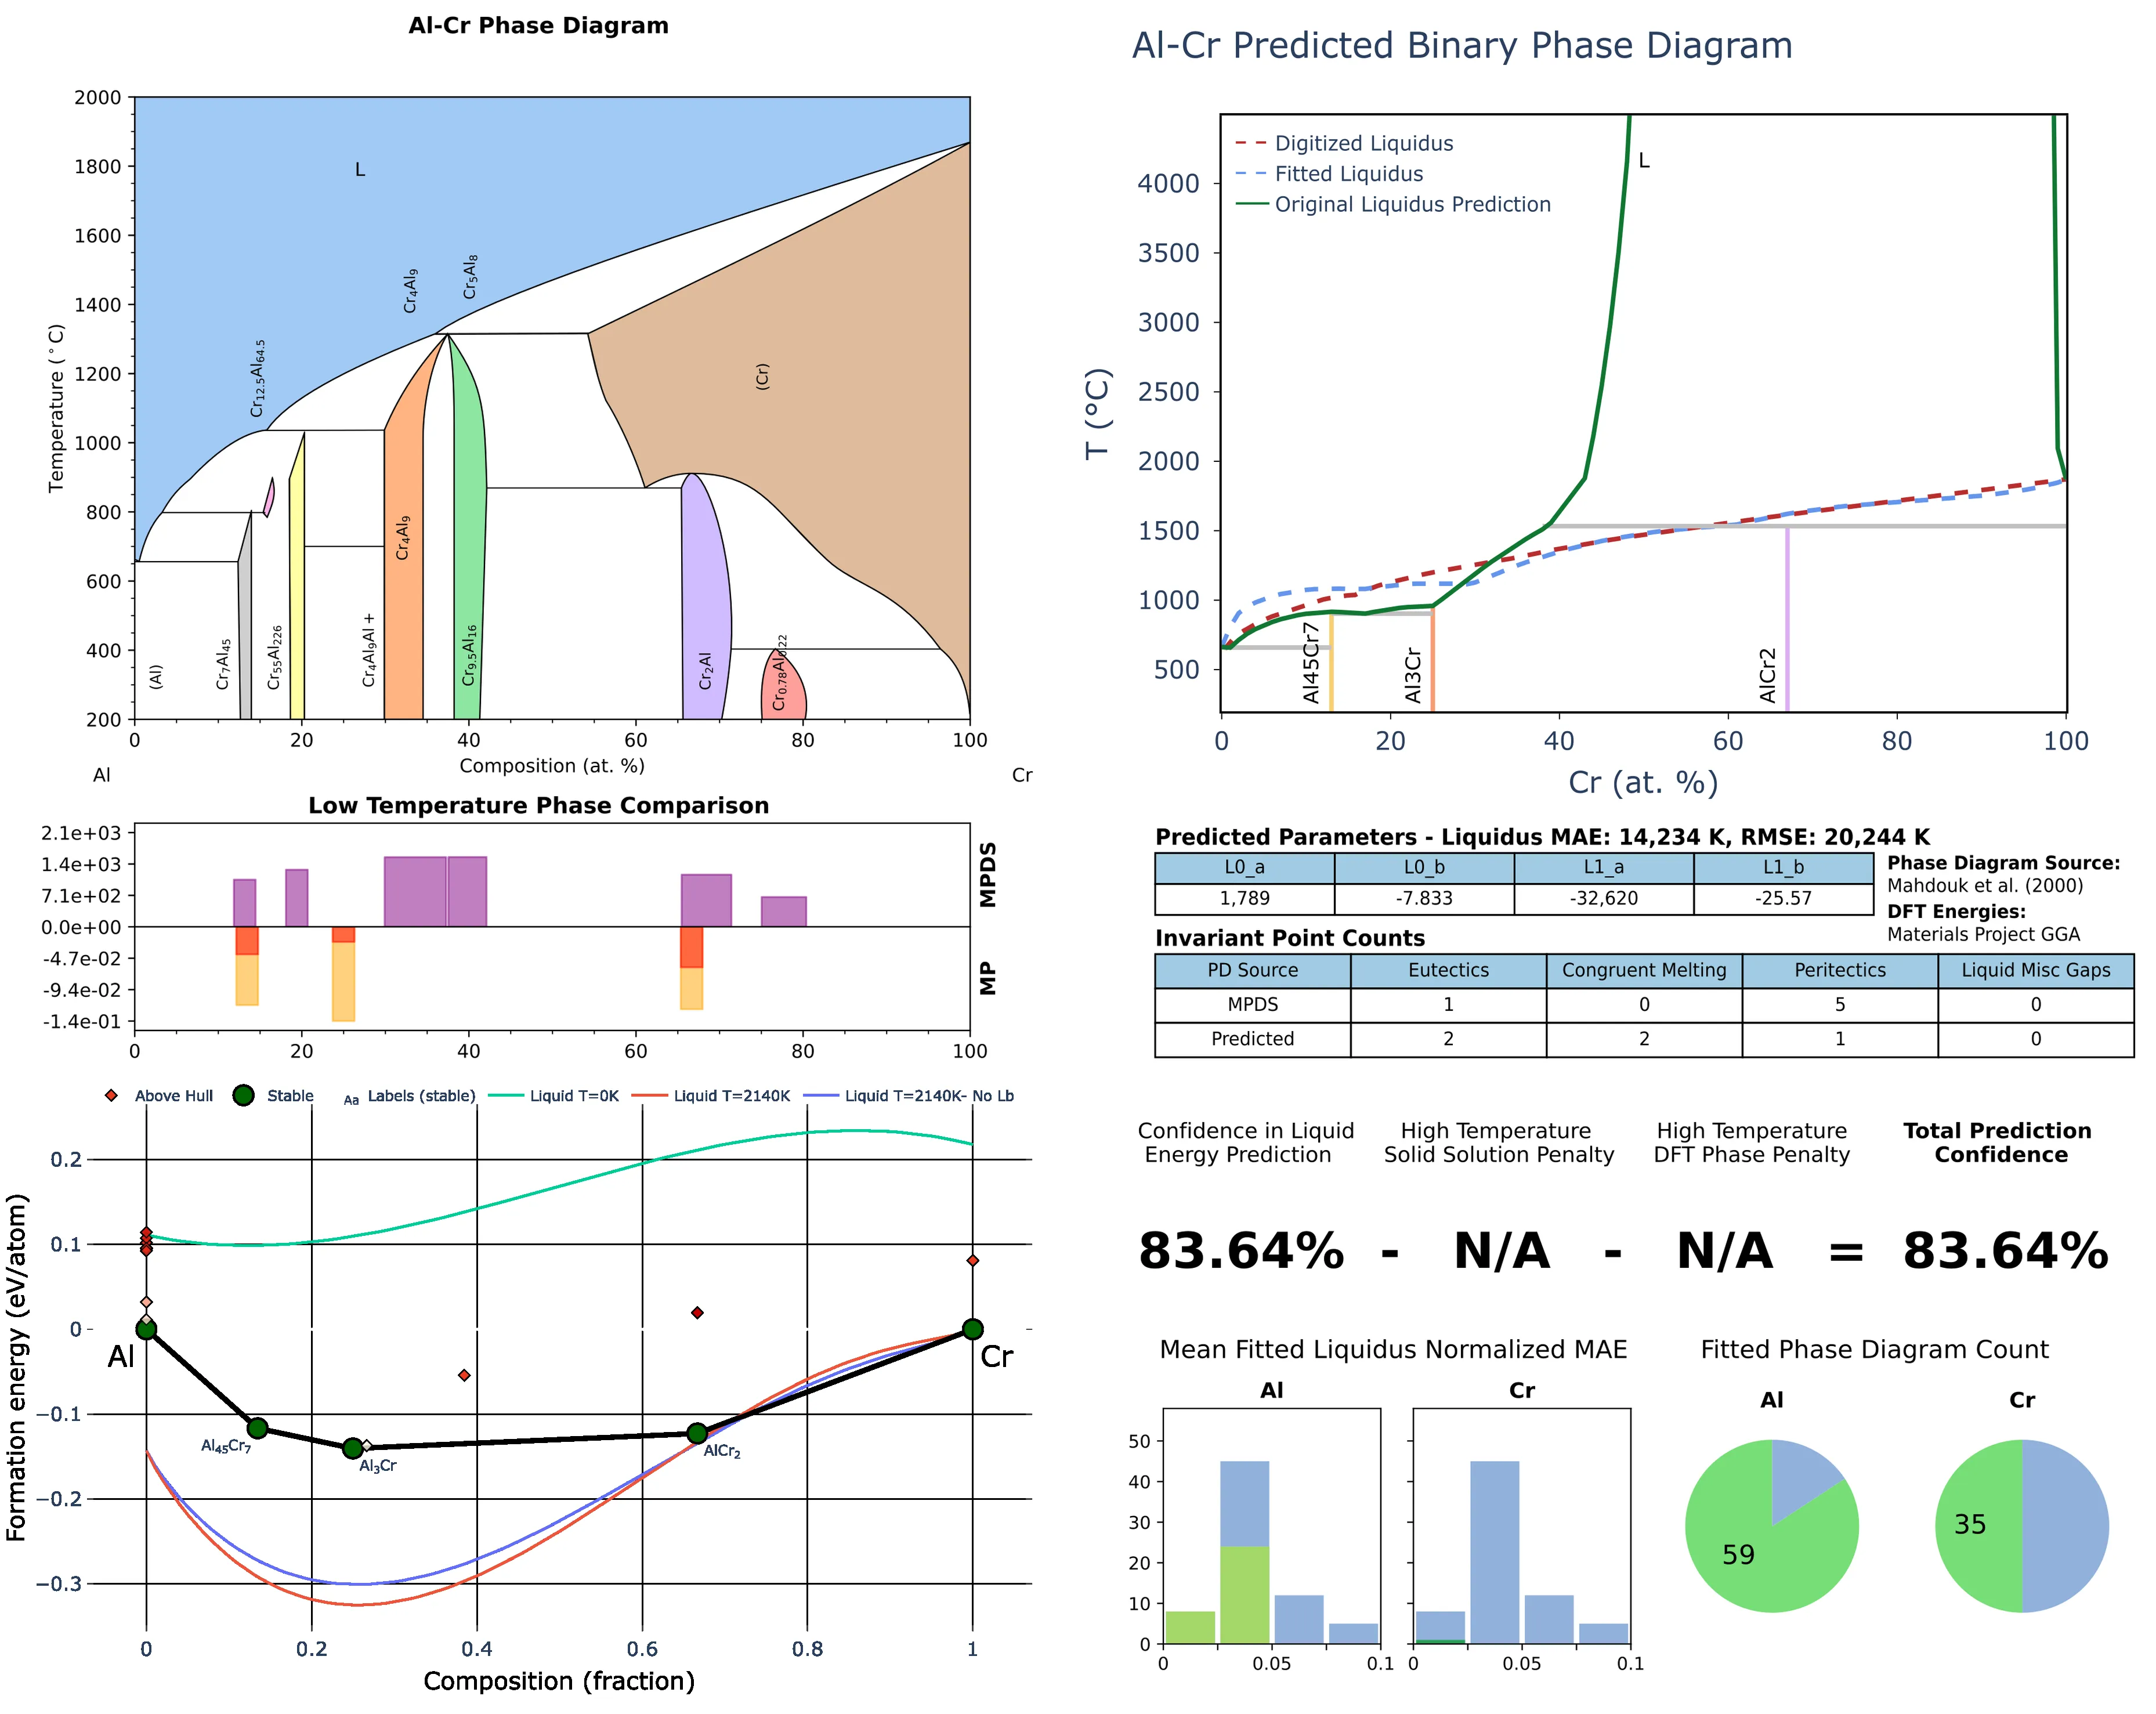 Al-Cr Phase Diagram
2000
1800
1600
1400
1200
1000
800
600
400
200
Temperature (°C)
L
Cr4Al9
Cr5Al8
Cr12.5Al64.5
(Cr)
Cr4Al9
(Al)
Cr7Al45
Cr55Al226
Cr4Al9Al +
Cr9.5Al16
Cr2Al
Cr0.78Al0.22
0 20 40 60 80 100
Composition (at. %)
Al Cr
Low Temperature Phase Comparison
2.1e+03
1.4e+03
7.1e+02
0.0e+00
-4.7e-02
-9.4e-02
-1.4e-01
MPDS
MP
0 20 40 60 80 100
Above Hull Stable Aa Labels (stable) Liquid T=0K Liquid T=2140K Liquid T=2140K- No Lb
0.2
0.1
0
−0.1
−0.2
−0.3
Formation energy (eV/atom)
Al
Cr
Al45Cr7
Al3Cr
AlCr2
0 0.2 0.4 0.6 0.8 1
Composition (fraction)
Al-Cr Predicted Binary Phase Diagram
Digitized Liquidus
Fitted Liquidus
Original Liquidus Prediction
L
4000
3500
3000
2500
2000
1500
1000
500
T (°C)
Al45Cr7
Al3Cr
AlCr2
0 20 40 60 80 100
Cr (at. %)
Predicted Parameters - Liquidus MAE: 14,234 K, RMSE: 20,244 K
L0_a L0_b L1_a L1_b
1,789 -7.833 -32,620 -25.57
Phase Diagram Source:
Mahdouk et al. (2000)
DFT Energies:
Materials Project GGA
Invariant Point Counts
PD Source Eutectics Congruent Melting Peritectics Liquid Misc Gaps
MPDS 1 0 5 0
Predicted 2 2 1 0
Confidence in Liquid
Energy Prediction
High Temperature
Solid Solution Penalty
High Temperature
DFT Phase Penalty
Total Prediction
Confidence
83.64% - N/A - N/A = 83.64%
Mean Fitted Liquidus Normalized MAE
Al
Cr
50
40
30
20
10
0
0 0.05 0.1
0 0.05 0.1
Fitted Phase Diagram Count
Al
Cr
59
35